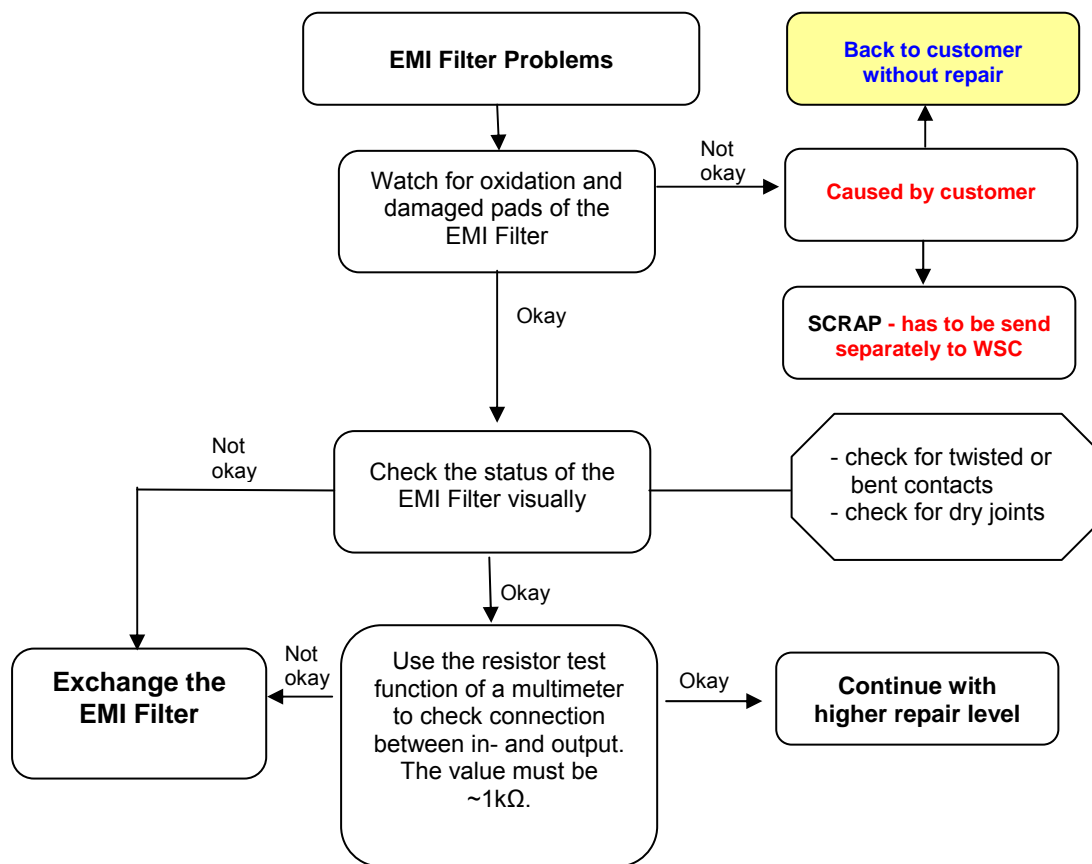 EMI Filter Problems
Back to customer
without repair
Not
okay
Watch for oxidation and
damaged pads of the
EMI Filter
Caused by customer
Okay
SCRAP - has to be send
separately to WSC
Not
okay
Check the status of the
EMI Filter visually
- check for twisted or
bent contacts
- check for dry joints
Okay
Exchange the
EMI Filter
Not
okay
Use the resistor test
function of a multimeter
to check connection
between in- and output.
The value must be
~1kΩ.
Okay
Continue with
higher repair level